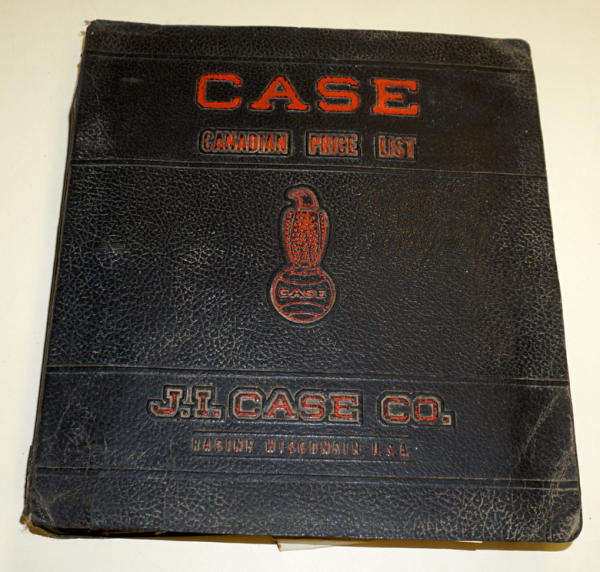 CASE
CANADIAN PRICE LIST
CASE
J.I. CASE CO.
RACINE WISCONSIN U.S.A.